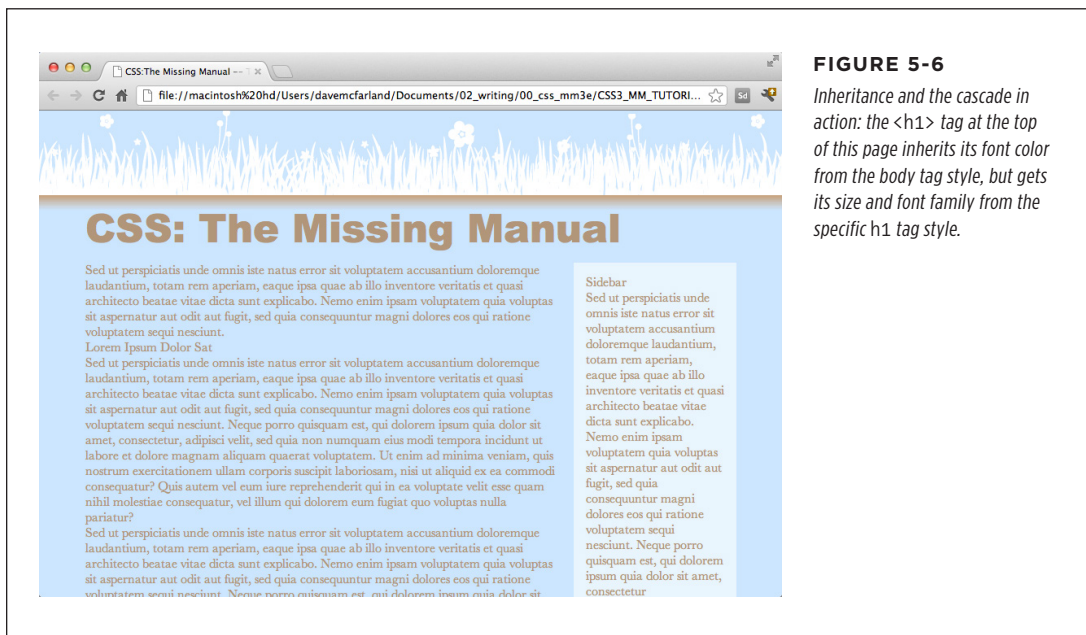 CSS:The Missing Manual -- T
file://macintosh%20hd/Users/davemcfarland/Documents/02_writing/00_css_mm3e/CSS3_MM_TUTORI...
Sd
CSS: The Missing Manual
Sed ut perspiciatis unde omnis iste natus error sit voluptatem accusantium doloremque
laudantium, totam rem aperiam, eaque ipsa quae ab illo inventore veritatis et quasi
architecto beatae vitae dicta sunt explicabo. Nemo enim ipsam voluptatem quia voluptas
sit aspernatur aut odit aut fugit, sed quia consequuntur magni dolores eos qui ratione
voluptatem sequi nesciunt.
Lorem Ipsum Dolor Sat
Sed ut perspiciatis unde omnis iste natus error sit voluptatem accusantium doloremque
laudantium, totam rem aperiam, eaque ipsa quae ab illo inventore veritatis et quasi
architecto beatae vitae dicta sunt explicabo. Nemo enim ipsam voluptatem quia voluptas
sit aspernatur aut odit aut fugit, sed quia consequuntur magni dolores eos qui ratione
voluptatem sequi nesciunt. Neque porro quisquam est, qui dolorem ipsum quia dolor sit
amet, consectetur, adipisci velit, sed quia non numquam eius modi tempora incidunt ut
labore et dolore magnam aliquam quaerat voluptatem. Ut enim ad minima veniam, quis
nostrum exercitationem ullam corporis suscipit laboriosam, nisi ut aliquid ex ea commodi
consequatur? Quis autem vel eum iure reprehenderit qui in ea voluptate velit esse quam
nihil molestiae consequatur, vel illum qui dolorem eum fugiat quo voluptas nulla
pariatur?
Sed ut perspiciatis unde omnis iste natus error sit voluptatem accusantium doloremque
laudantium, totam rem aperiam, eaque ipsa quae ab illo inventore veritatis et quasi
architecto beatae vitae dicta sunt explicabo. Nemo enim ipsam voluptatem quia voluptas
sit aspernatur aut odit aut fugit, sed quia consequuntur magni dolores eos qui ratione
voluptatem sequi nesciunt. Neque porro quisquam est, qui dolorem ipsum quia dolor sit
Sidebar
Sed ut perspiciatis unde
omnis iste natus error sit
voluptatem accusantium
doloremque laudantium,
totam rem aperiam,
eaque ipsa quae ab illo
inventore veritatis et quasi
architecto beatae vitae
dicta sunt explicabo.
Nemo enim ipsam
voluptatem quia voluptas
sit aspernatur aut odit aut
fugit, sed quia
consequuntur magni
dolores eos qui ratione
voluptatem sequi
nesciunt. Neque porro
quisquam est, qui dolorem
ipsum quia dolor sit amet,
consectetur
FIGURE 5-6
Inheritance and the cascade in
action: the <h1> tag at the top
of this page inherits its font color
from the body tag style, but gets
its size and font family from the
specific h1 tag style.